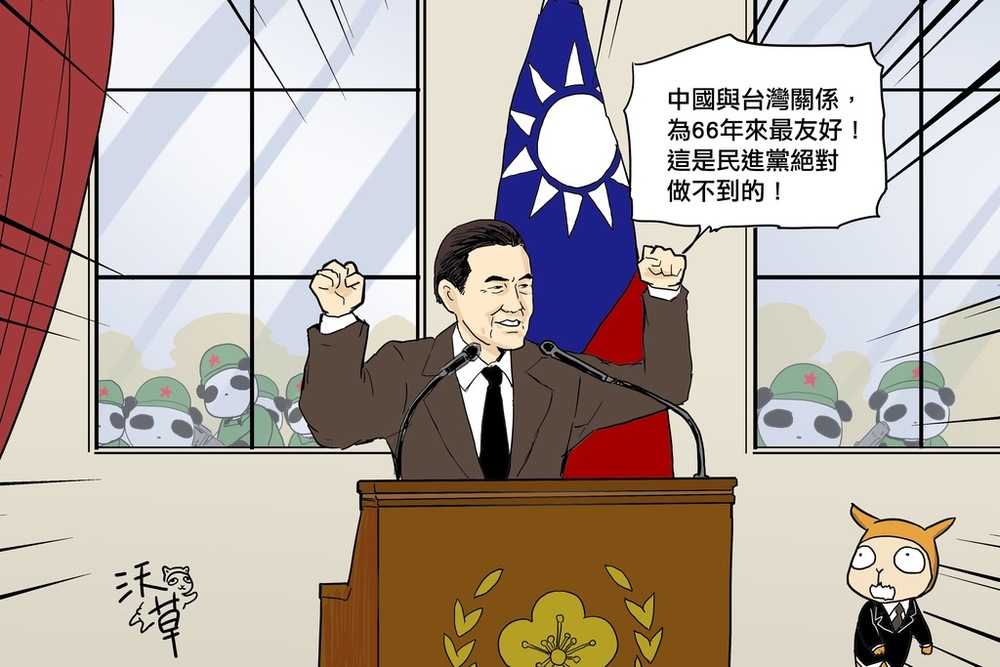 中國與台灣關係，
為66年來最友好！
這是民進黨絕對
做不到的！
沃草